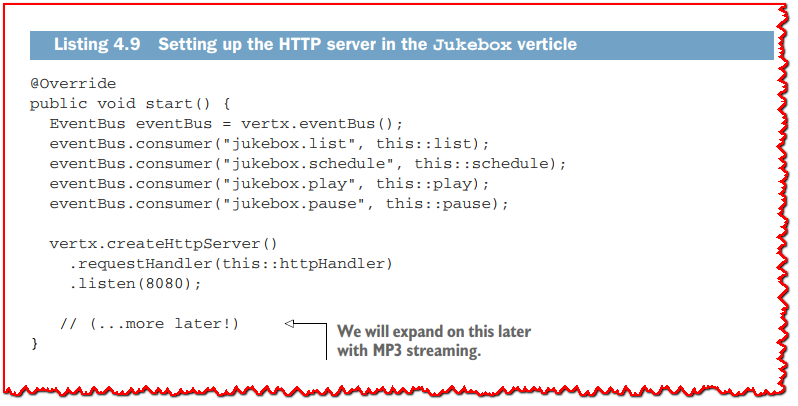 Listing 4.9 Setting up the HTTP server in the Jukebox verticle
@Override
public void start() {
  EventBus eventBus = vertx.eventBus();
  eventBus.consumer("jukebox.list", this::list);
  eventBus.consumer("jukebox.schedule", this::schedule);
  eventBus.consumer("jukebox.play", this::play);
  eventBus.consumer("jukebox.pause", this::pause);
  vertx.createHttpServer()
    .requestHandler(this::httpHandler)
    .listen(8080);
   // (...more later!)
}
We will expand on this later
with MP3 streaming.